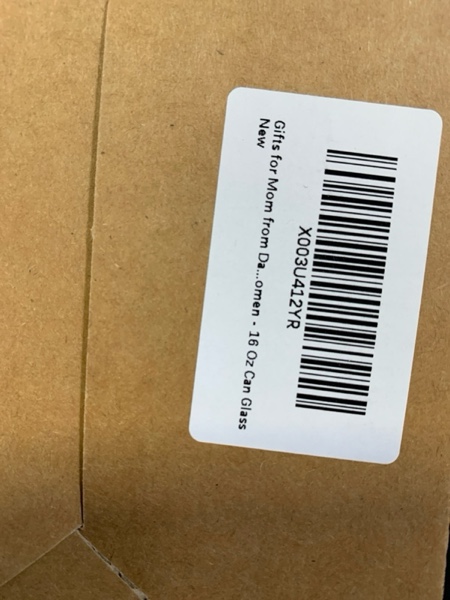 X003U412YR
Gifts for Mom from Da...omen - 16 Oz Can Glass
New